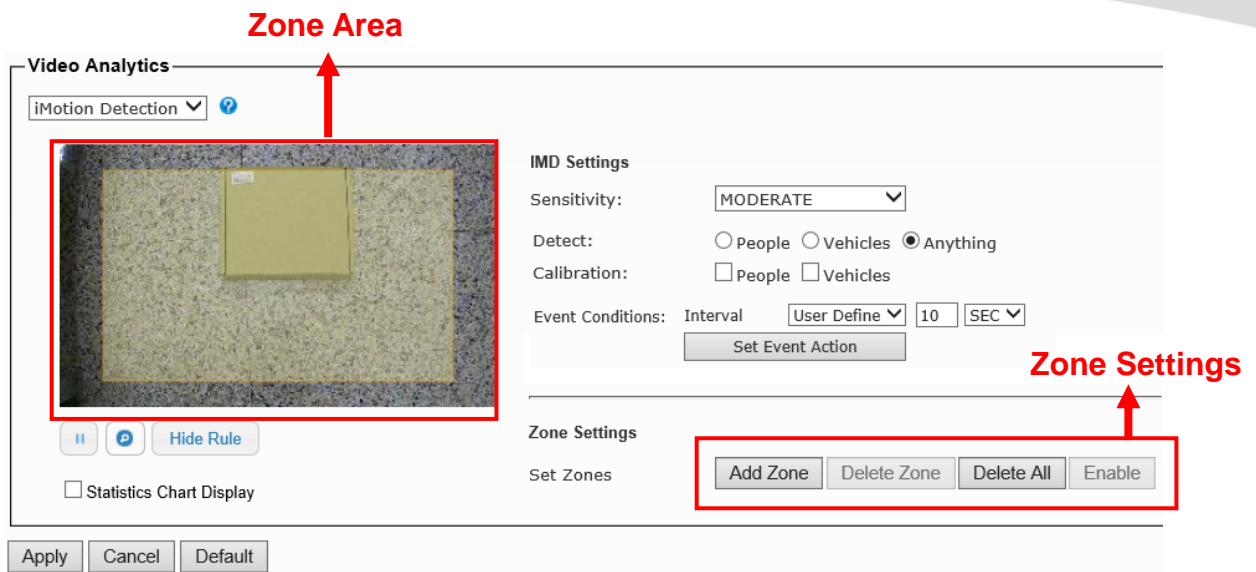 Zone Area
Video Analytics
iMotion Detection
?
IMD Settings
Sensitivity: MODERATE
Detect: People Vehicles Anything
Calibration: People Vehicles
Event Conditions: Interval User Define 10 SEC
Set Event Action
Zone Settings
Hide Rule
Zone Settings
Set Zones Add Zone Delete Zone Delete All Enable
Statistics Chart Display
Apply Cancel Default